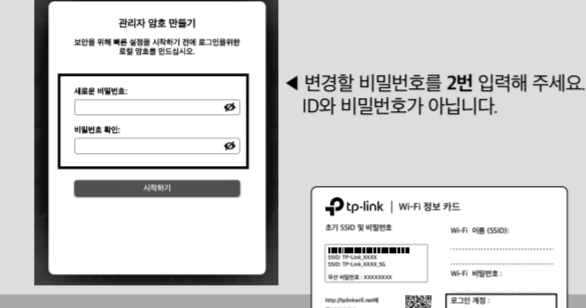 관리자 암호 만들기
보안을 위해 빠른 설정을 시작하기 전에 로그인을위한
로컬 암호를 만드십시오.
새로운 비밀번호:
비밀번호 확인:
시작하기
◀ 변경할 비밀번호를 2번 입력해 주세요.
ID와 비밀번호가 아닙니다.
tp-link | Wi-Fi 정보 카드
초기 SSID 및 비밀번호
SSID: TP-Link_XXXX
SSID: TP-Link_XXXX_5G
무선 비밀번호 : XXXXXXXX
Wi-Fi 이름 (SSID):
Wi-Fi 비밀번호 :
http://tplinkwifi.net에
로그인 계정 :